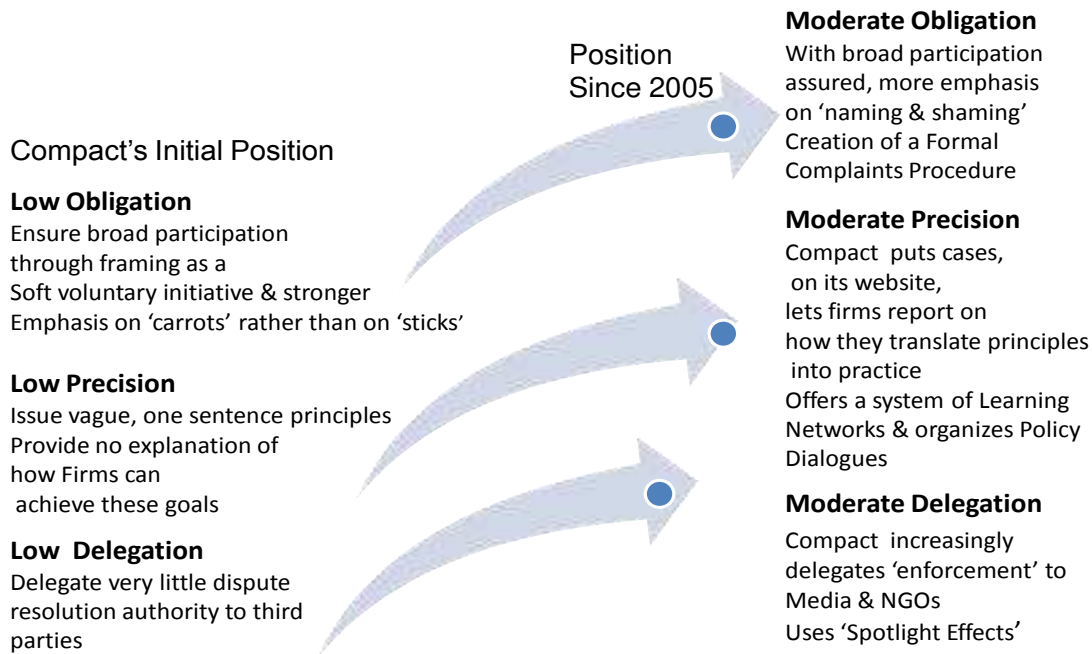 Compact’s Initial Position
Low Obligation
Ensure broad participation
through framing as a
Soft voluntary initiative & stronger
Emphasis on ‘carrots’ rather than on ‘sticks’
Low Precision
Issue vague, one sentence principles
Provide no explanation of
how Firms can
achieve these goals
Low Delegation
Delegate very little dispute
resolution authority to third
parties
Position
Since 2005
Moderate Obligation
With broad participation
assured, more emphasis
on ‘naming & shaming’
Creation of a Formal
Complaints Procedure
Moderate Precision
Compact puts cases,
on its website,
lets firms report on
how they translate principles
into practice
Offers a system of Learning
Networks & organizes Policy
Dialogues
Moderate Delegation
Compact increasingly
delegates ‘enforcement’ to
Media & NGOs
Uses ‘Spotlight Effects’